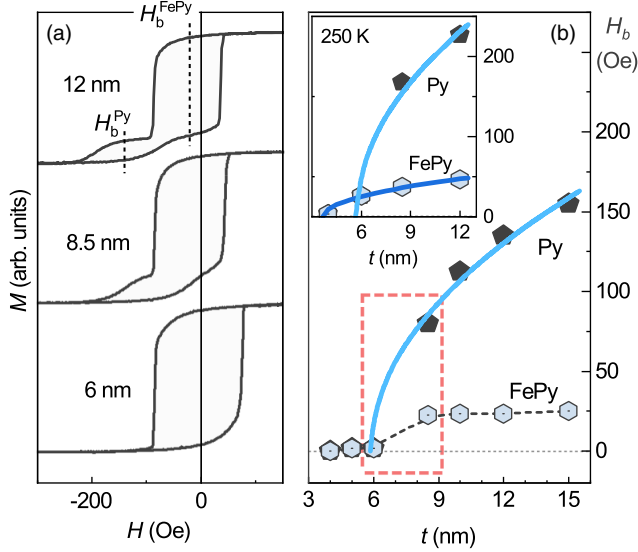 (a)
H_b^FePy
12 nm
H_b^Py
8.5 nm
6 nm
M (arb. units)
-200
0
H (Oe)
250 K
200
Py
100
FePy
0
6
9
12
t (nm)
(b)
H_b
(Oe)
200
150
Py
100
50
FePy
0
3
6
9
12
15
t (nm)